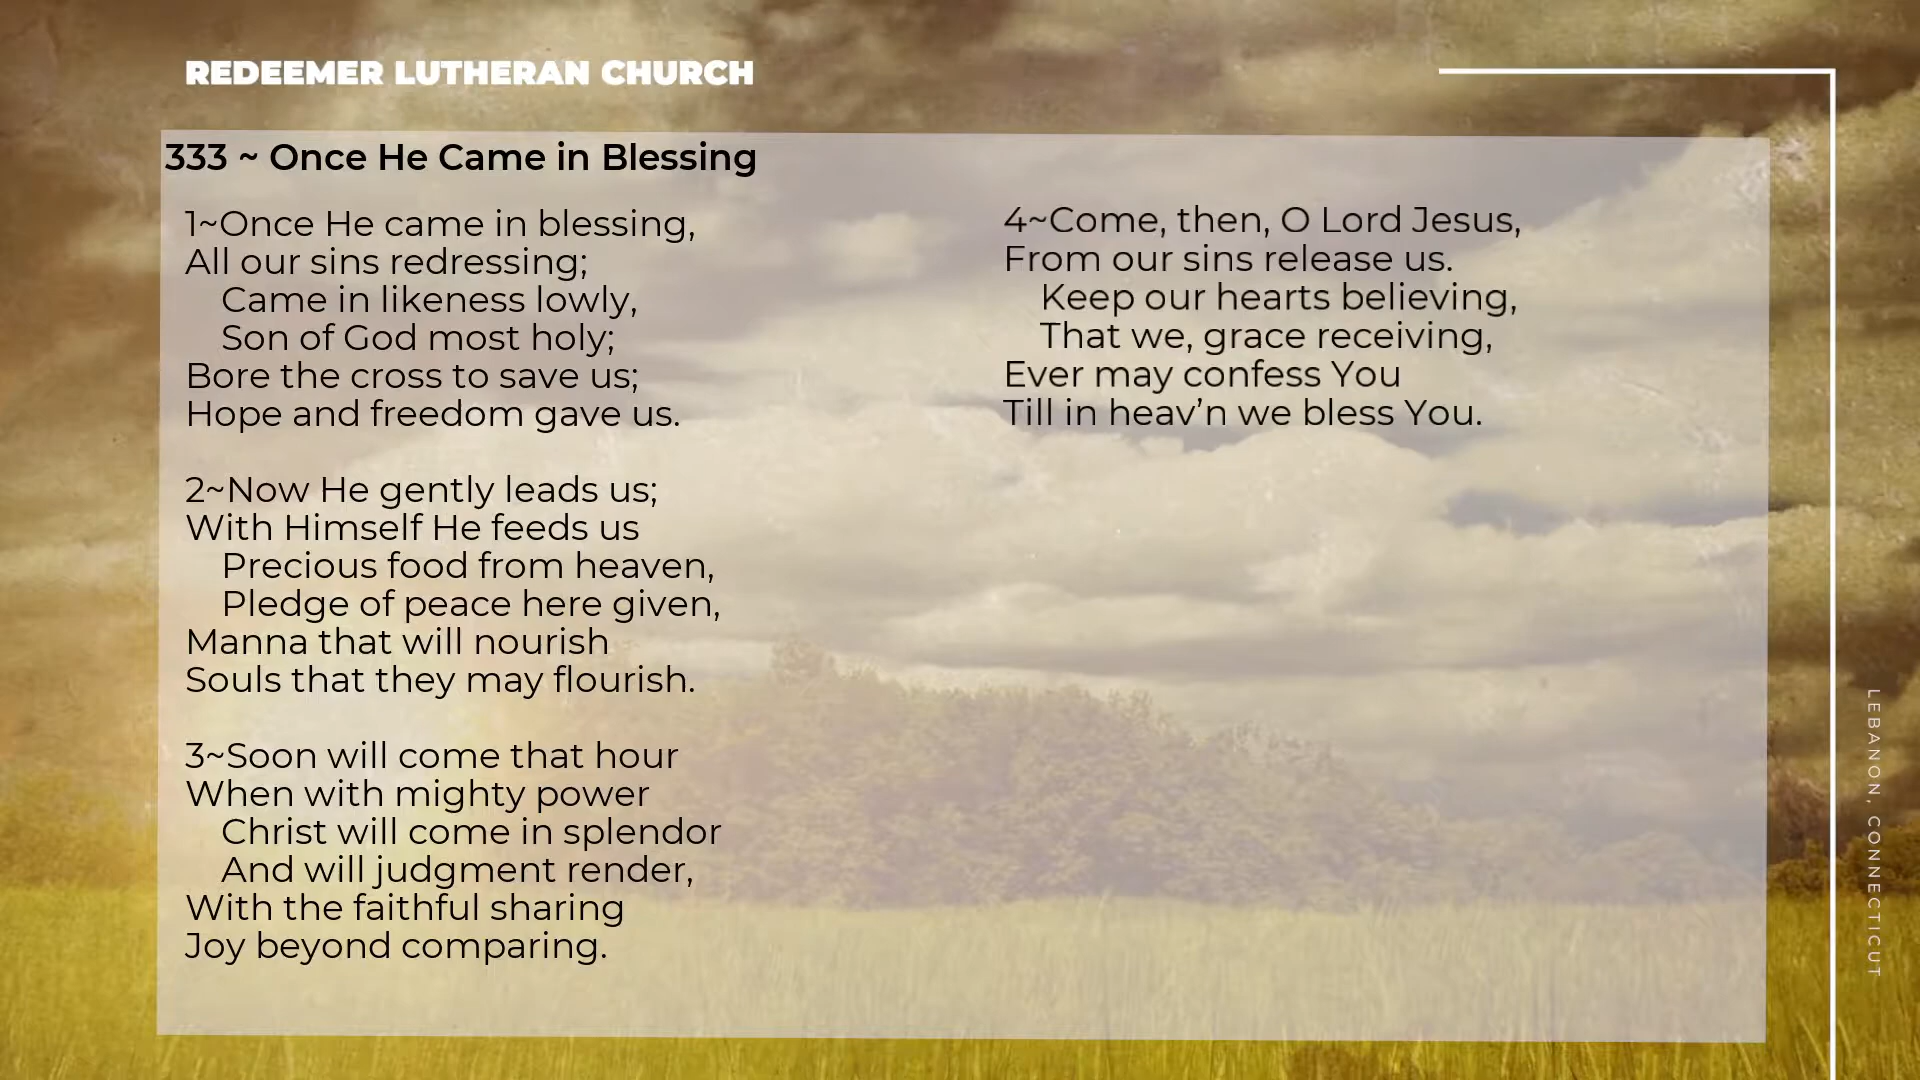 REDEEMER LUTHERAN CHURCH
333 ~ Once He Came in Blessing
1~Once He came in blessing,
All our sins redressing;
Came in likeness lowly,
Son of God most holy;
Bore the cross to save us;
Hope and freedom gave us.
2~Now He gently leads us;
With Himself He feeds us
Precious food from heaven,
Pledge of peace here given,
Manna that will nourish
Souls that they may flourish.
3~Soon will come that hour
When with mighty power
Christ will come in splendor
And will judgment render,
With the faithful sharing
Joy beyond comparing.
4~Come, then, O Lord Jesus,
From our sins release us.
Keep our hearts believing,
That we, grace receiving,
Ever may confess You
Till in heav’n we bless You.
LEBANON, CONNECTICUT